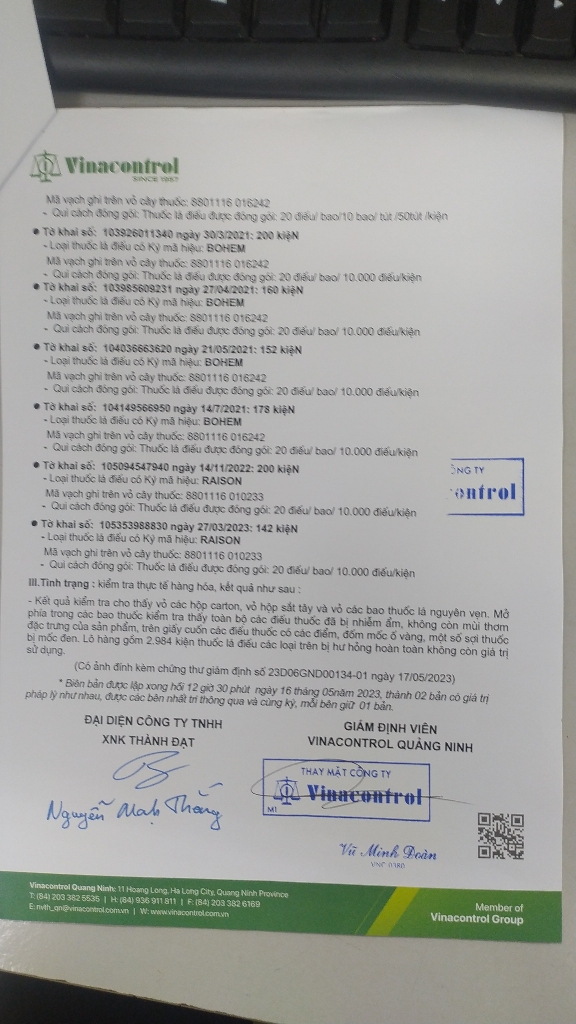 Vinacontrol
SINCE 1957
Mã vạch ghi trên vỏ cây thuốc: 8801116 016242
- Qui cách đóng gói: Thuốc lá điếu được đóng gói: 20 điếu/ bao/10 bao/ tút /50tút /kiện
● Tờ khai số: 103926011340 ngày 30/3/2021: 200 kiệN
- Loại thuốc lá điếu có Ký mã hiệu: BOHEM
Mã vạch ghi trên vỏ cây thuốc: 8801116 016242
- Qui cách đóng gói: Thuốc lá điếu được đóng gói: 20 điếu/ bao/ 10.000 điếu/kiện
● Tờ khai số: 103985609231 ngày 27/04/2021: 160 kiệN
- Loại thuốc lá điếu có Ký mã hiệu: BOHEM
Mã vạch ghi trên vỏ cây thuốc: 8801116 016242
- Qui cách đóng gói: Thuốc lá điếu được đóng gói: 20 điếu/ bao/ 10.000 điếu/kiện
● Tờ khai số: 104036663620 ngày 21/05/2021: 152 kiệN
- Loại thuốc lá điếu có Ký mã hiệu: BOHEM
Mã vạch ghi trên vỏ cây thuốc: 8801116 016242
- Qui cách đóng gói: Thuốc lá điếu được đóng gói: 20 điếu/ bao/ 10.000 điếu/kiện
● Tờ khai số: 104149566950 ngày 14/7/2021: 178 kiệN
- Loại thuốc lá điếu có Ký mã hiệu: BOHEM
Mã vạch ghi trên vỏ cây thuốc: 8801116 016242
- Qui cách đóng gói: Thuốc lá điếu được đóng gói: 20 điếu/ bao/ 10.000 điếu/kiện
● Tờ khai số: 105094547940 ngày 14/11/2022: 200 kiệN
- Loại thuốc lá điếu có Ký mã hiệu: RAISON
Mã vạch ghi trên vỏ cây thuốc: 8801116 010233
- Qui cách đóng gói: Thuốc lá điếu được đóng gói: 20 điếu/ bao/ 10.000 điếu/kiện
ÔNG TY
ontrol
● Tờ khai số: 105353988830 ngày 27/03/2023: 142 kiệN
- Loại thuốc lá điếu có Ký mã hiệu: RAISON
Mã vạch ghi trên vỏ cây thuốc: 8801116 010233
- Qui cách đóng gói: Thuốc lá điếu được đóng gói: 20 điếu/ bao/ 10.000 điếu/kiện
III.Tình trạng : kiểm tra thực tế hàng hóa, kết quả như sau :
- Kết quả kiểm tra cho thấy vỏ các hộp carton, vỏ hộp sắt tây và vỏ các bao thuốc lá nguyên vẹn. Mở
phía trong các bao thuốc kiểm tra thấy toàn bộ các điếu thuốc đã bị nhiễm ẩm, không còn mùi thơm
đặc trưng của sản phẩm, trên giấy cuốn các điếu thuốc có các điểm, đốm mốc ố vàng, một số sợi thuốc
bị mốc đen. Lô hàng gồm 2.984 kiện thuốc lá điếu các loại trên bị hư hỏng hoàn toàn không còn giá trị
sử dụng.
(Có ảnh đính kèm chứng thư giám định số 23D06GND00134-01 ngày 17/05/2023)
* Biên bản được lập xong hồi 12 giờ 30 phút ngày 16 tháng 05năm 2023, thành 02 bản có giá trị
pháp lý như nhau, được các bên nhất trí thông qua và cùng ký, mỗi bên giữ 01 bản.
ĐẠI DIỆN CÔNG TY TNHH
XNK THÀNH ĐẠT
GIÁM ĐỊNH VIÊN
VINACONTROL QUẢNG NINH
THAY MẶT CÔNG TY
Vinacontrol
M1
Nguyễn Mạnh Thắng
Vũ Minh Đoàn
VNC 0380
Vinacontrol Quang Ninh: 11 Hoang Long, Ha Long City, Quang Ninh Province
T: (84) 203 382 5535 | H: (84) 936 911 811 | F: (84) 203 382 6169
E: nvth_qn@vinacontrol.com.vn | W: www.vinacontrol.com.vn
Member of
Vinacontrol Group